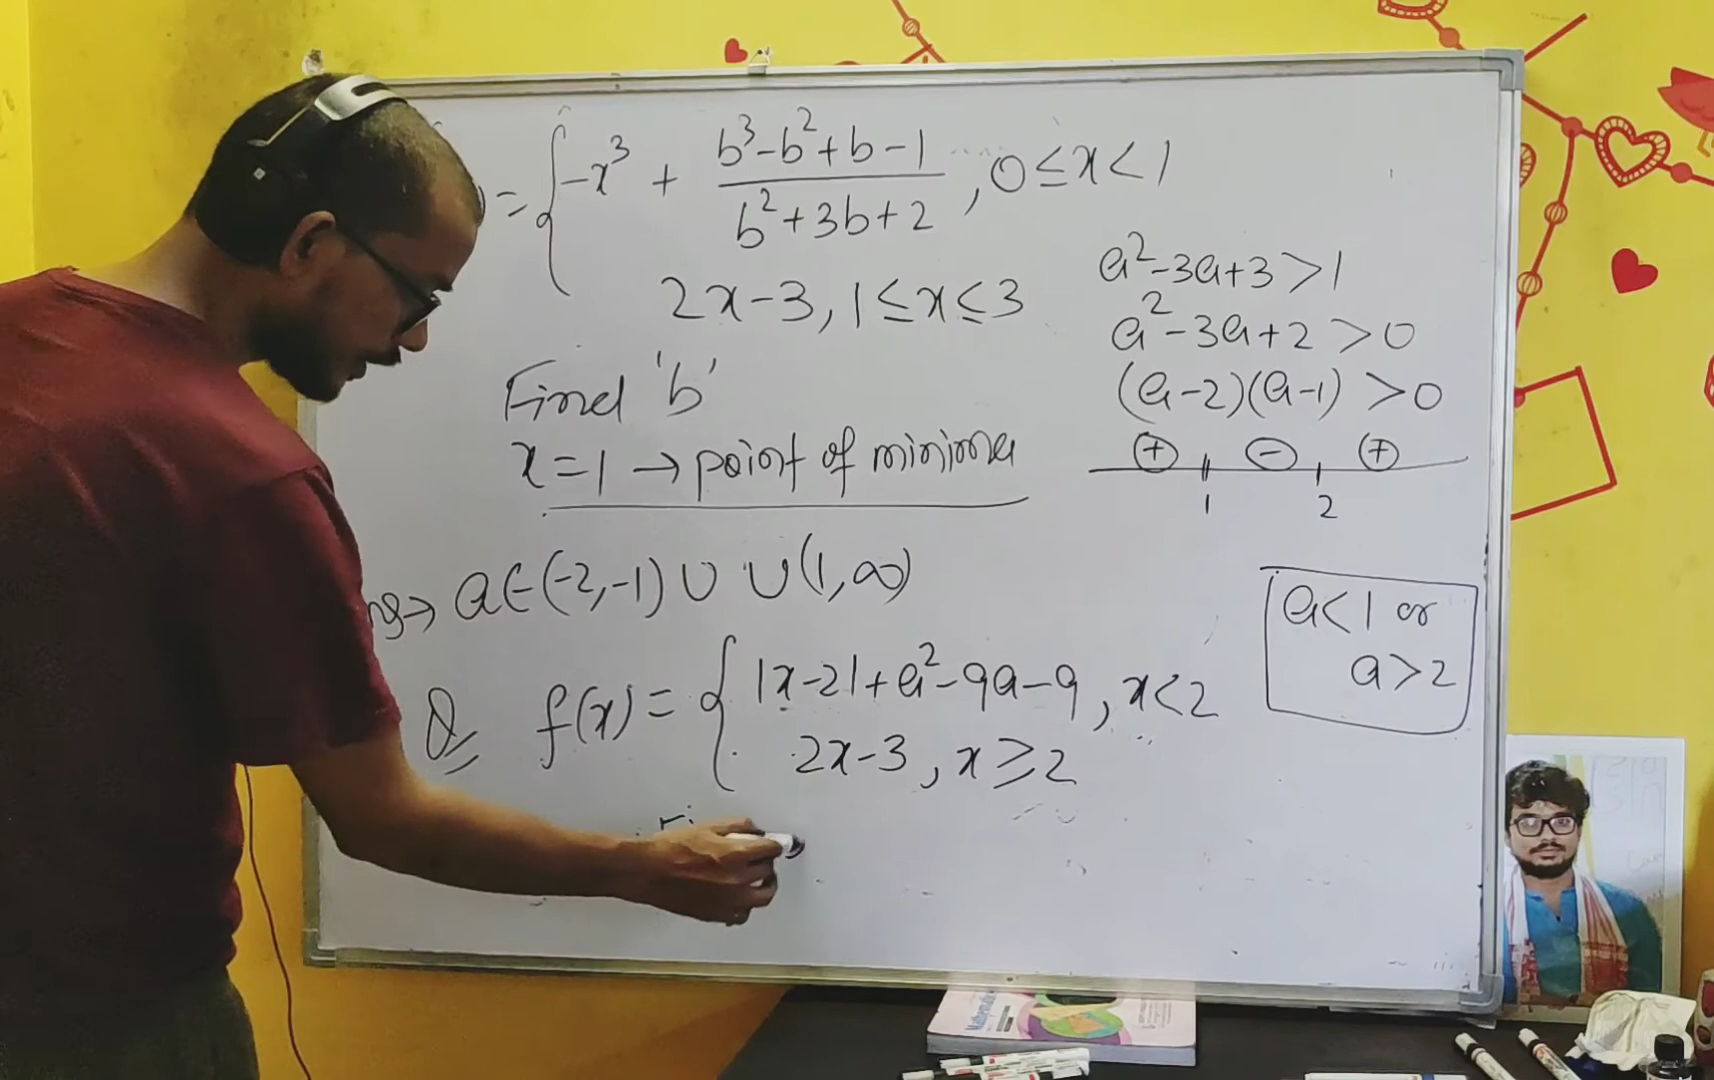 ) = { -x³ + (b³-b²+b-1)/(b²+3b+2), 0≤x<1
2x-3, 1≤x≤3
Find 'b'
x=1 → point of minima
a²-3a+3>1
a²-3a+2>0
(a-2)(a-1)>0
+ - +
1 2
a∈(-2,-1)∪ ∪(1,∞)
a<1 or
a>2
Q f(x) = { |x-2|+a²-9a-9, x<2
2x-3, x≥2
Mathematics